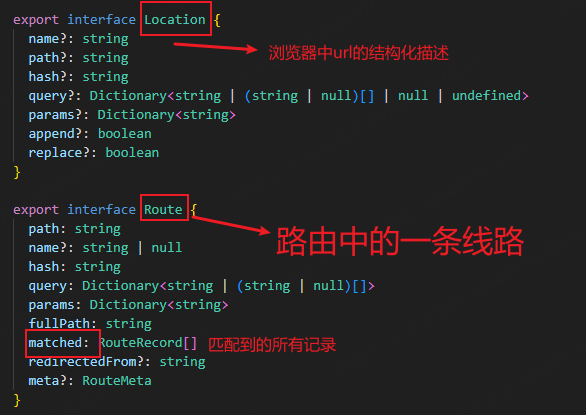 export interface Location {
name?: string
浏览器中url的结构化描述
path?: string
hash?: string
query?: Dictionary<string | (string | null)[] | null | undefined>
params?: Dictionary<string>
append?: boolean
replace?: boolean
}
export interface Route {
path: string
路由中的一条线路
name?: string | null
hash: string
query: Dictionary<string | (string | null)[]>
params: Dictionary<string>
fullPath: string
matched: RouteRecord[] 匹配到的所有记录
redirectedFrom?: string
meta?: RouteMeta
}